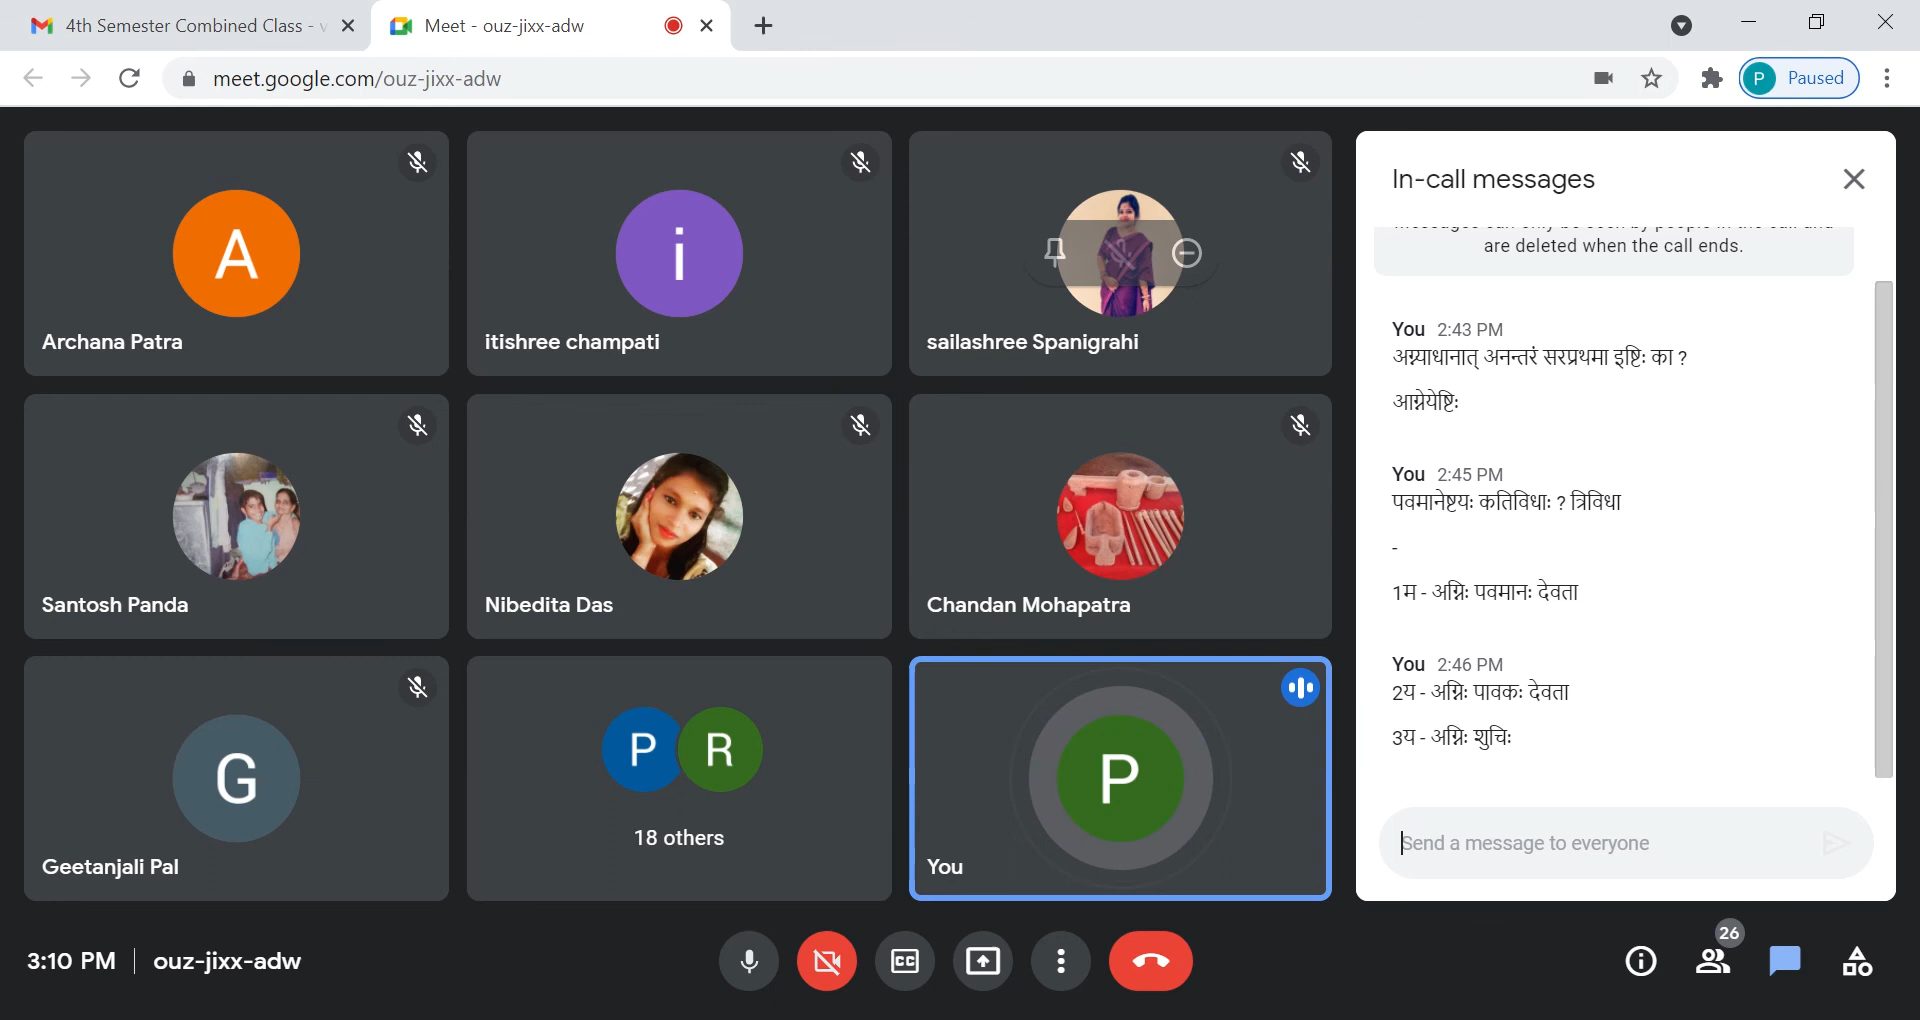 4th Semester Combined Class -
Meet - ouz-jixx-adw
meet.google.com/ouz-jixx-adw
P
Paused
A
Archana Patra
i
itishree champati
sailashree Spanigrahi
Santosh Panda
Nibedita Das
Chandan Mohapatra
G
Geetanjali Pal
P R
18 others
P
You
In-call messages
are deleted when the call ends.
You 2:43 PM
अग्न्याधानात् अनन्तरं सरप्रथमा इष्टिः का ?
आग्नेयेष्टिः
You 2:45 PM
पवमानेष्टयः कतिविधाः ? त्रिविधा
-
1म - अग्निः पवमानः देवता
You 2:46 PM
2य - अग्निः पावकः देवता
3य - अग्निः शुचिः
Send a message to everyone
3:10 PM | ouz-jixx-adw
CC
26